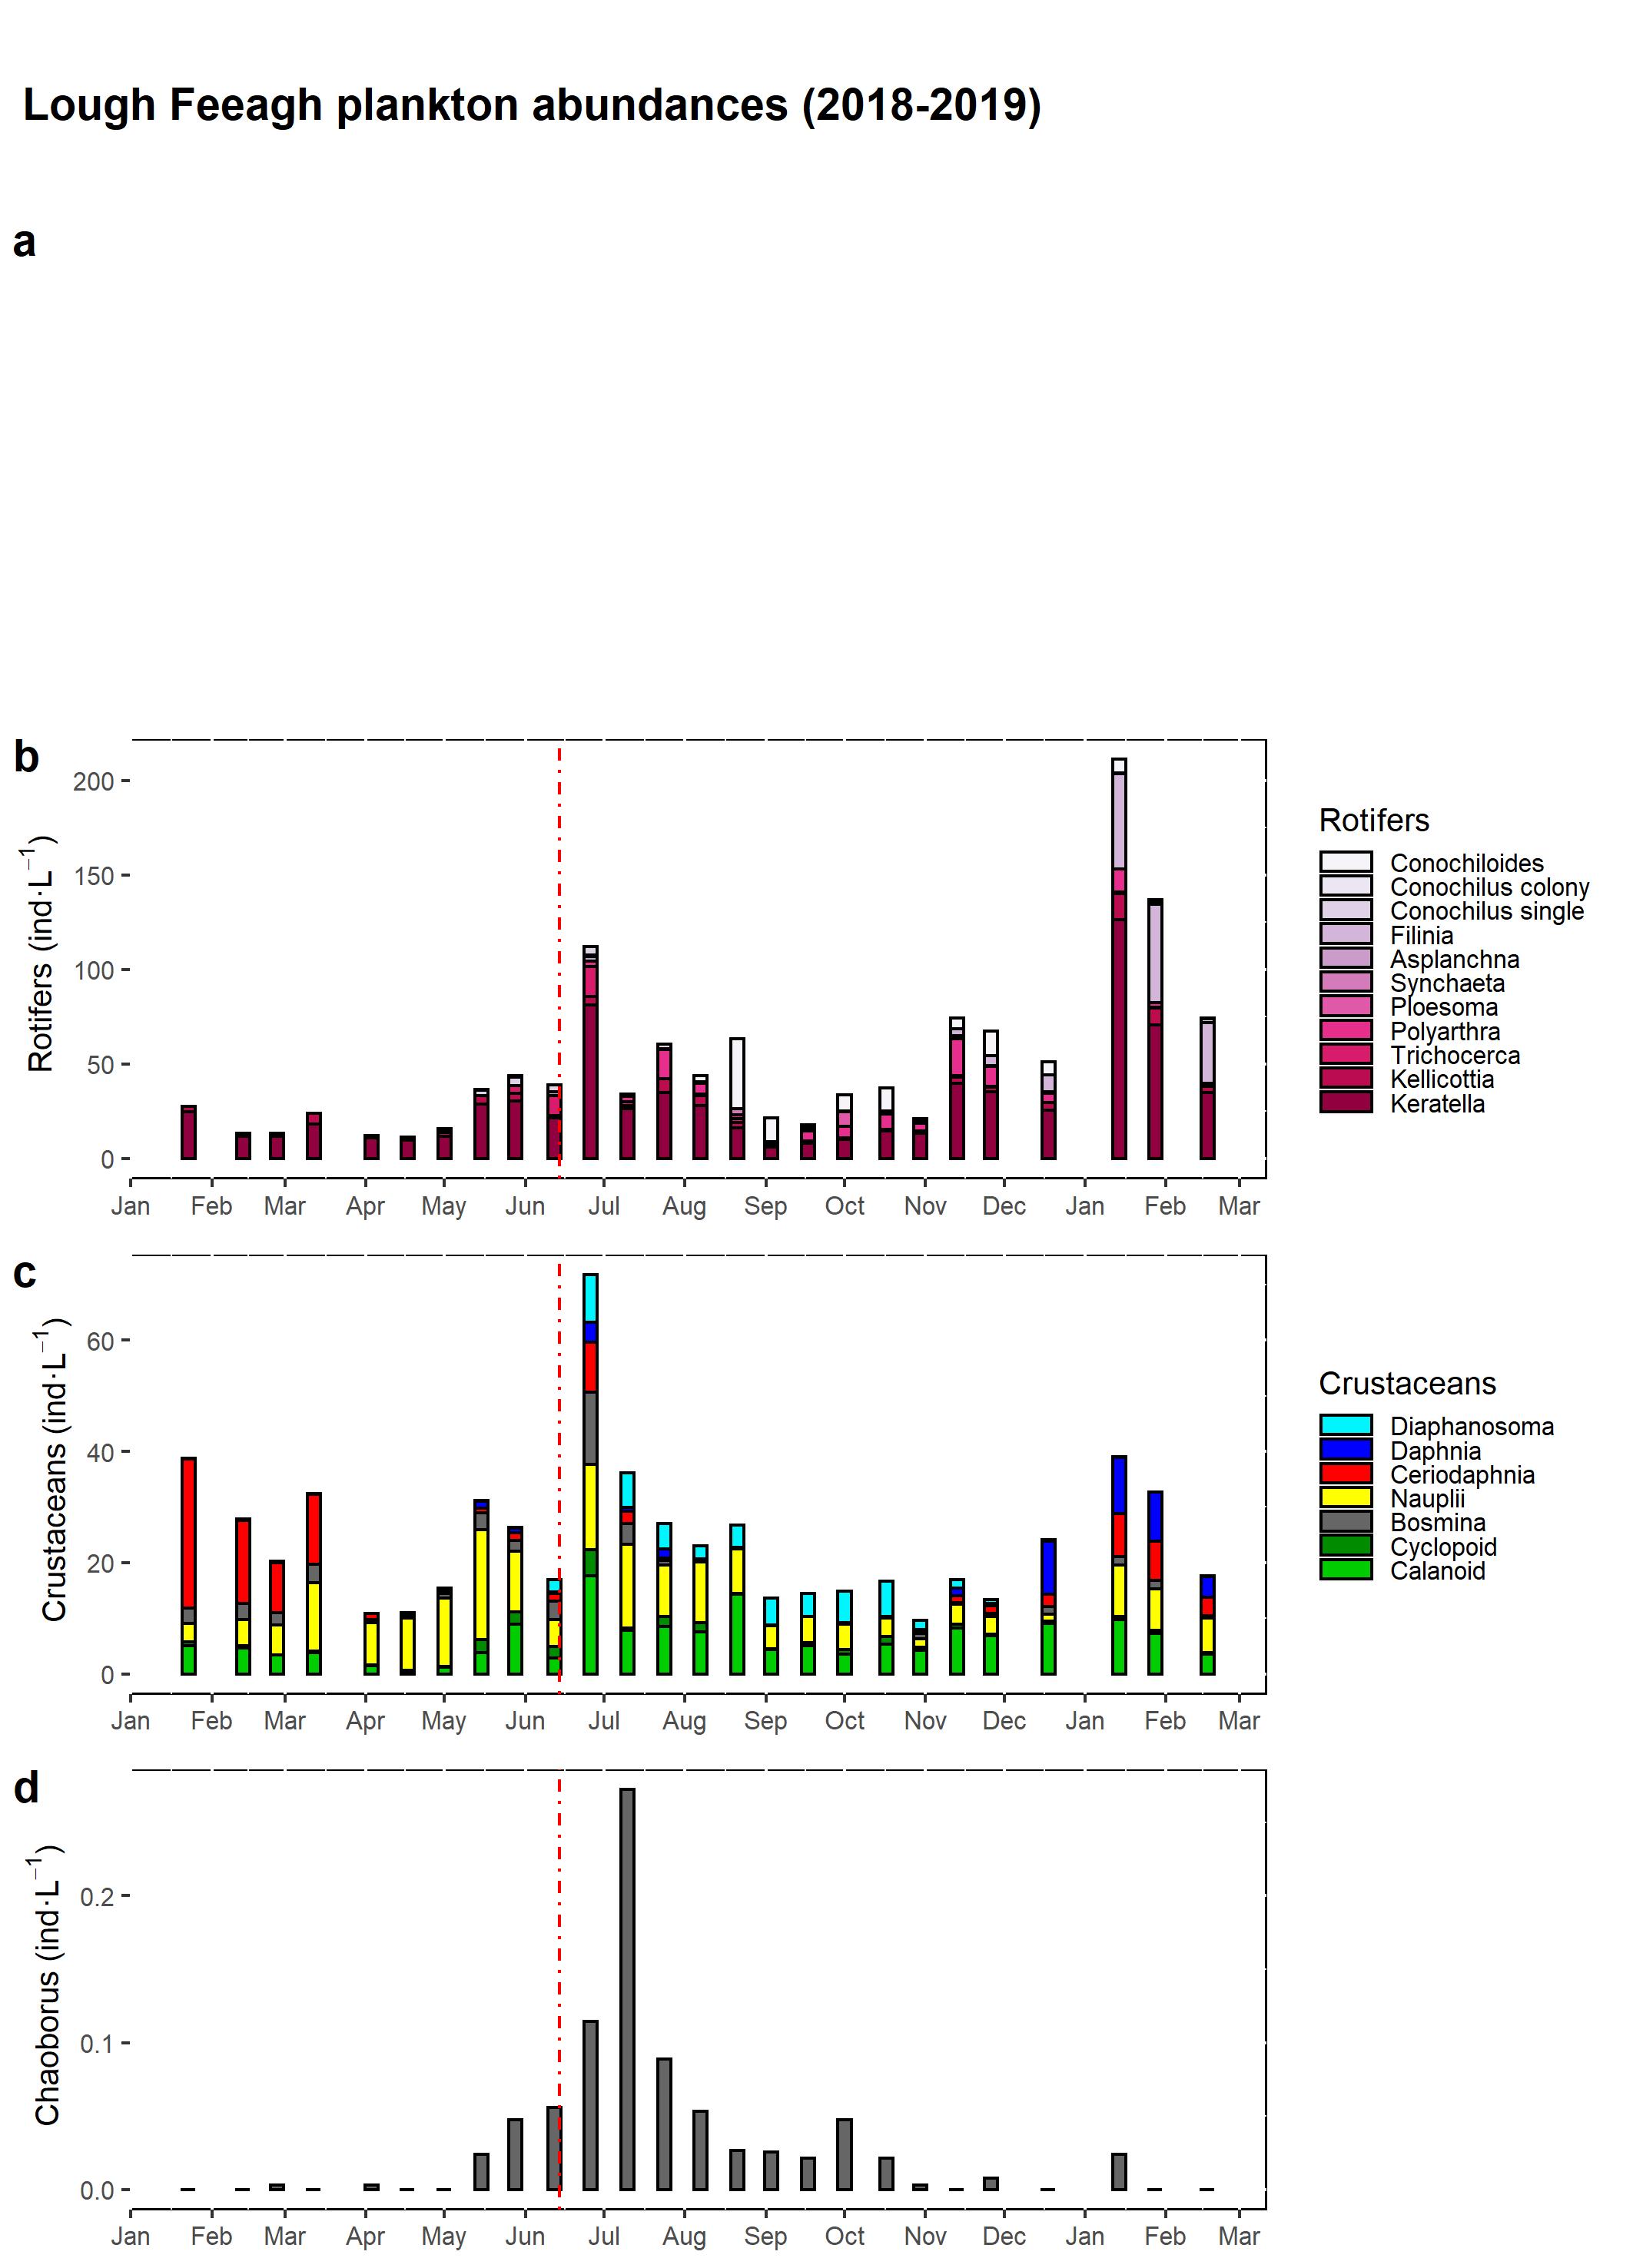 Lough Feeagh plankton abundances (2018-2019)
a
b
Rotifers (ind·L⁻¹)
200
150
100
50
0
Jan Feb Mar Apr May Jun Jul Aug Sep Oct Nov Dec Jan Feb Mar
Rotifers
Conochiloides
Conochilus colony
Conochilus single
Filinia
Asplanchna
Synchaeta
Ploesoma
Polyarthra
Trichocerca
Kellicottia
Keratella
c
Crustaceans (ind·L⁻¹)
60
40
20
0
Jan Feb Mar Apr May Jun Jul Aug Sep Oct Nov Dec Jan Feb Mar
Crustaceans
Diaphanosoma
Daphnia
Ceriodaphnia
Nauplii
Bosmina
Cyclopoid
Calanoid
d
Chaoborus (ind·L⁻¹)
0.2
0.1
0.0
Jan Feb Mar Apr May Jun Jul Aug Sep Oct Nov Dec Jan Feb Mar